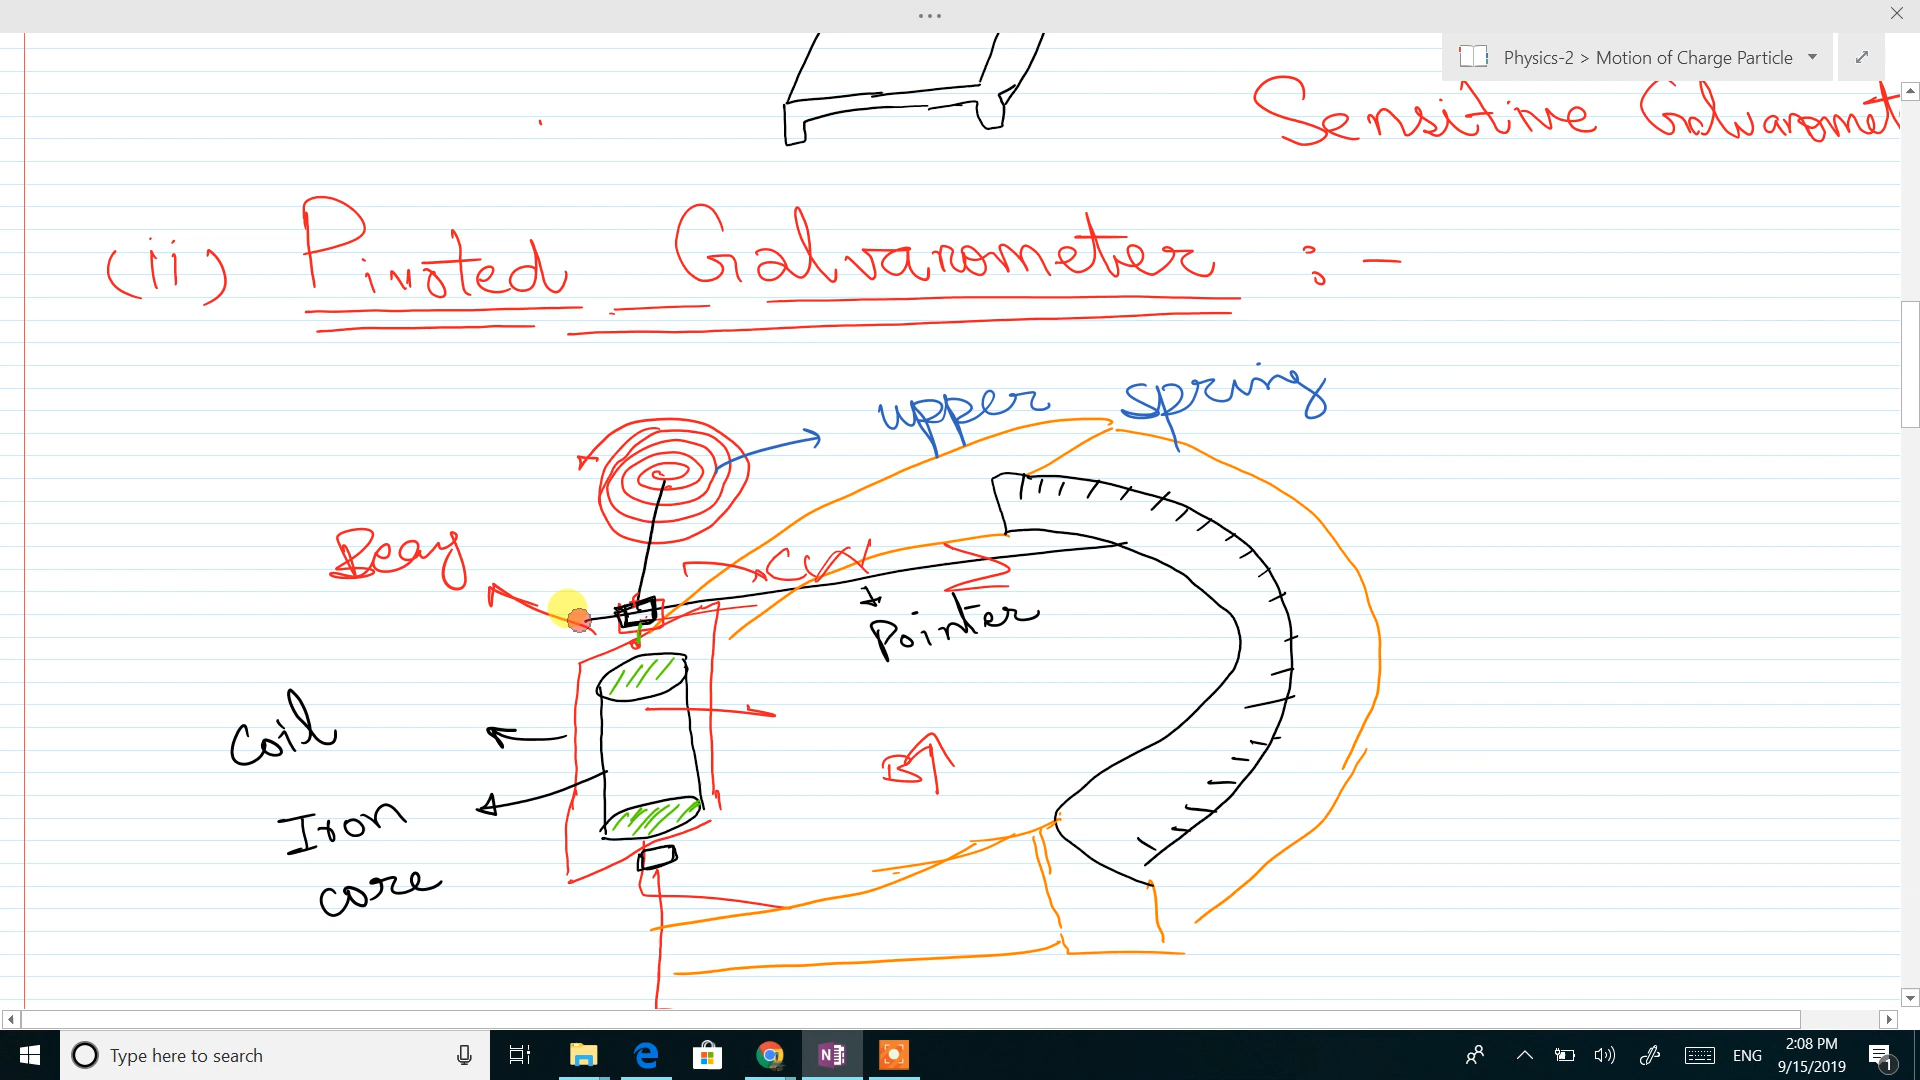 Physics-2 > Motion of Charge Particle
Sensitive Galvanomet
(ii) Pivoted Galvanometer :-
upper spring
Pointer
B
Coil
Iron
core
Type here to search
ENG
2:08 PM
9/15/2019
1